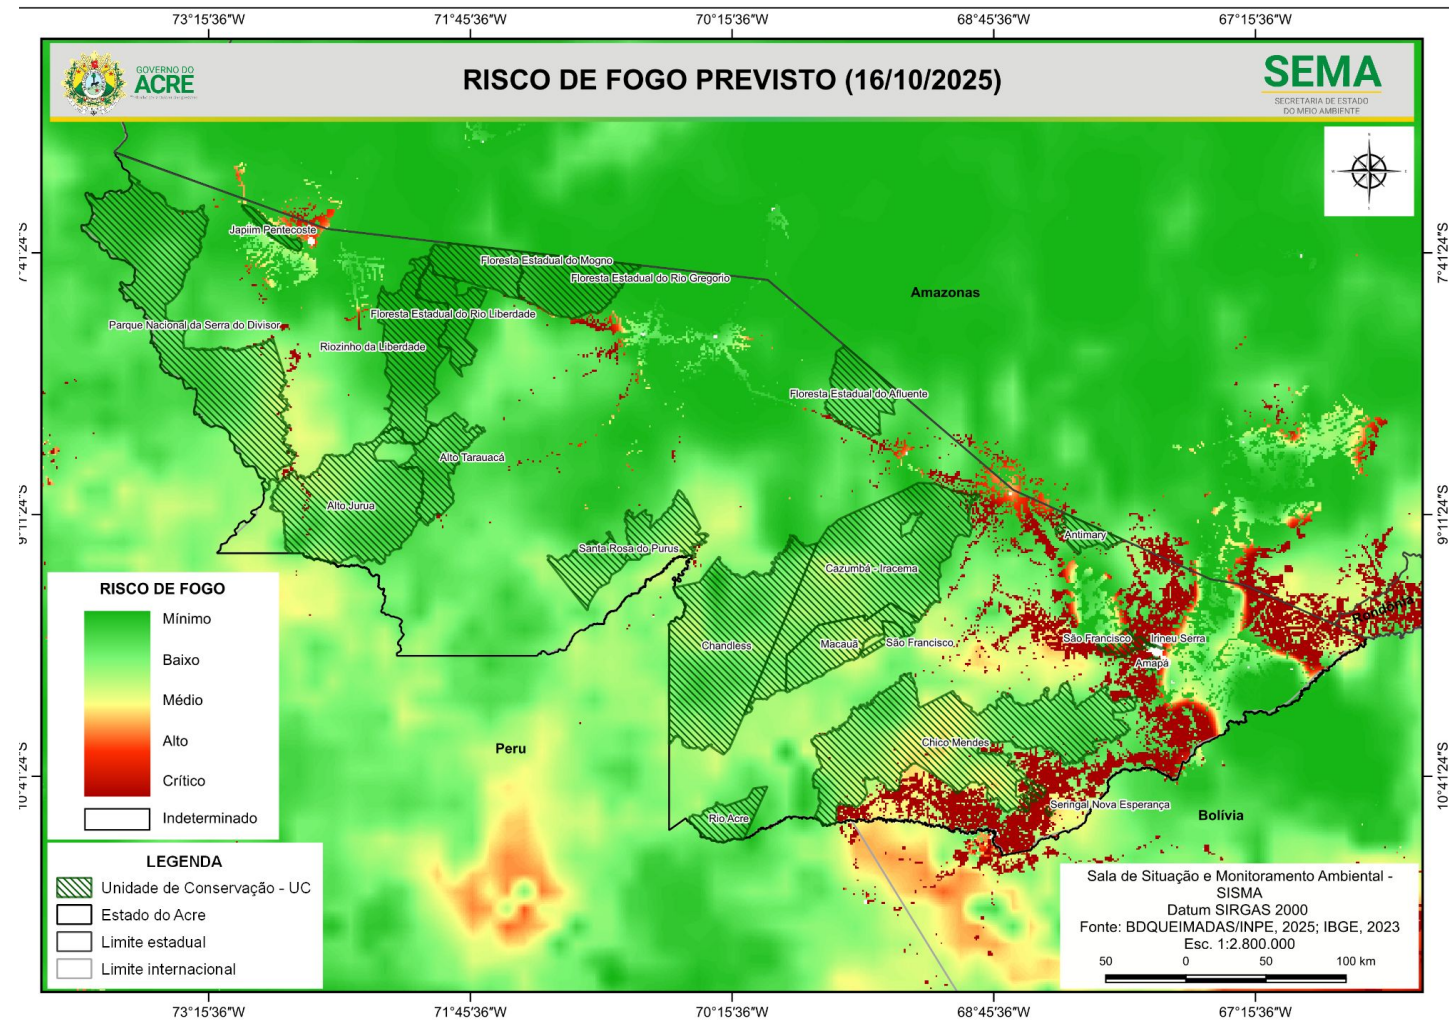 73°15'36"W 71°45'36"W 70°15'36"W 68°45'36"W 67°15'36"W
GOVERNO DO
ACRE
RISCO DE FOGO PREVISTO (16/10/2025)
SEMA
SECRETARIA DE ESTADO
DO MEIO AMBIENTE
7°41'24"S
7°41'24"S
Japiim Pentecoste
Floresta Estadual do Mogno
Floresta Estadual do Rio Gregorio
Amazonas
Floresta Estadual do Rio Liberdade
Parque Nacional da Serra do Divisor
Riozinho da Liberdade
Floresta Estadual do Afluente
Alto Tarauacá
Alto Jurua
9°11'24"S
9°11'24"S
Antimary
Santa Rosa do Purus
Cazumbá - Iracema
Rondônia
Chandless
Macauã
São Francisco
São Francisco
Irineu Serra
Amapá
Chico Mendes
Peru
10°41'24"S
10°41'24"S
Seringal Nova Esperança
Bolívia
Rio Acre
RISCO DE FOGO
Mínimo
Baixo
Médio
Alto
Crítico
Indeterminado
LEGENDA
Unidade de Conservação - UC
Estado do Acre
Limite estadual
Limite internacional
Sala de Situação e Monitoramento Ambiental -
SISMA
Datum SIRGAS 2000
Fonte: BDQUEIMADAS/INPE, 2025; IBGE, 2023
Esc. 1:2.800.000
50 0 50 100 km
73°15'36"W 71°45'36"W 70°15'36"W 68°45'36"W 67°15'36"W